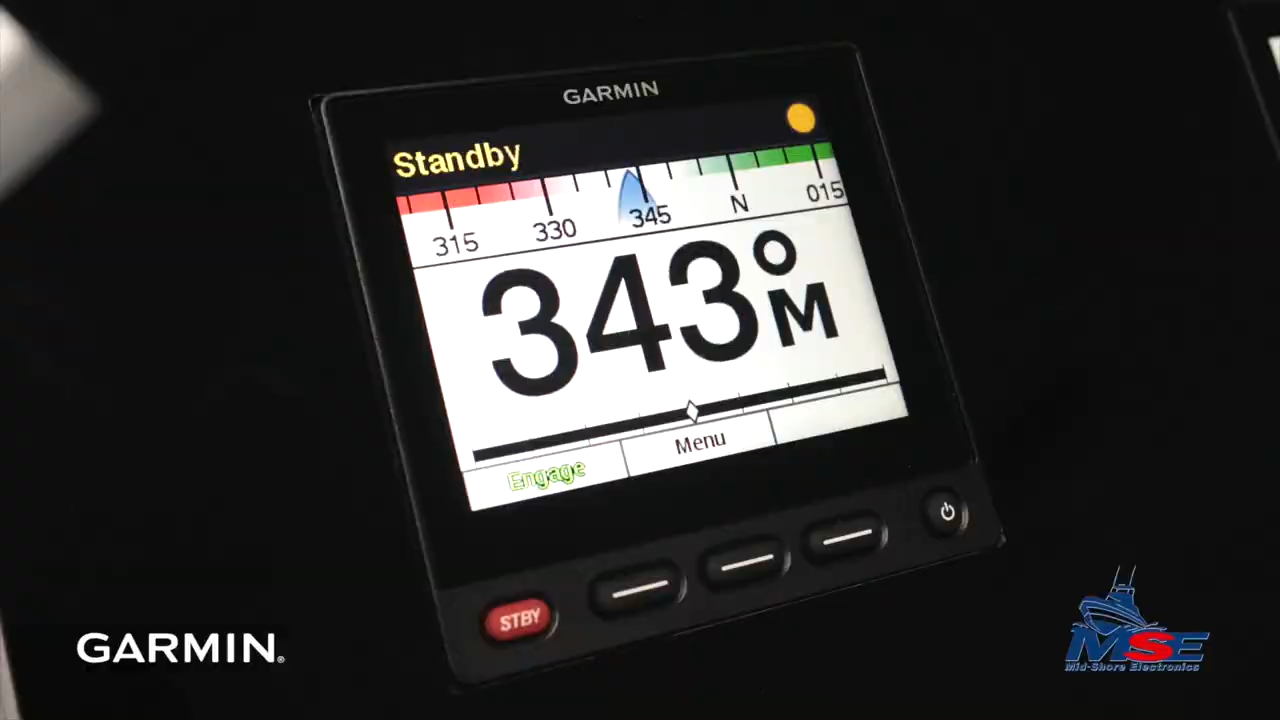 GARMIN
Standby
315 330 345 N 015
343° M
Engage Menu
STBY
GARMIN®
MSE
Mid-Shore Electronics